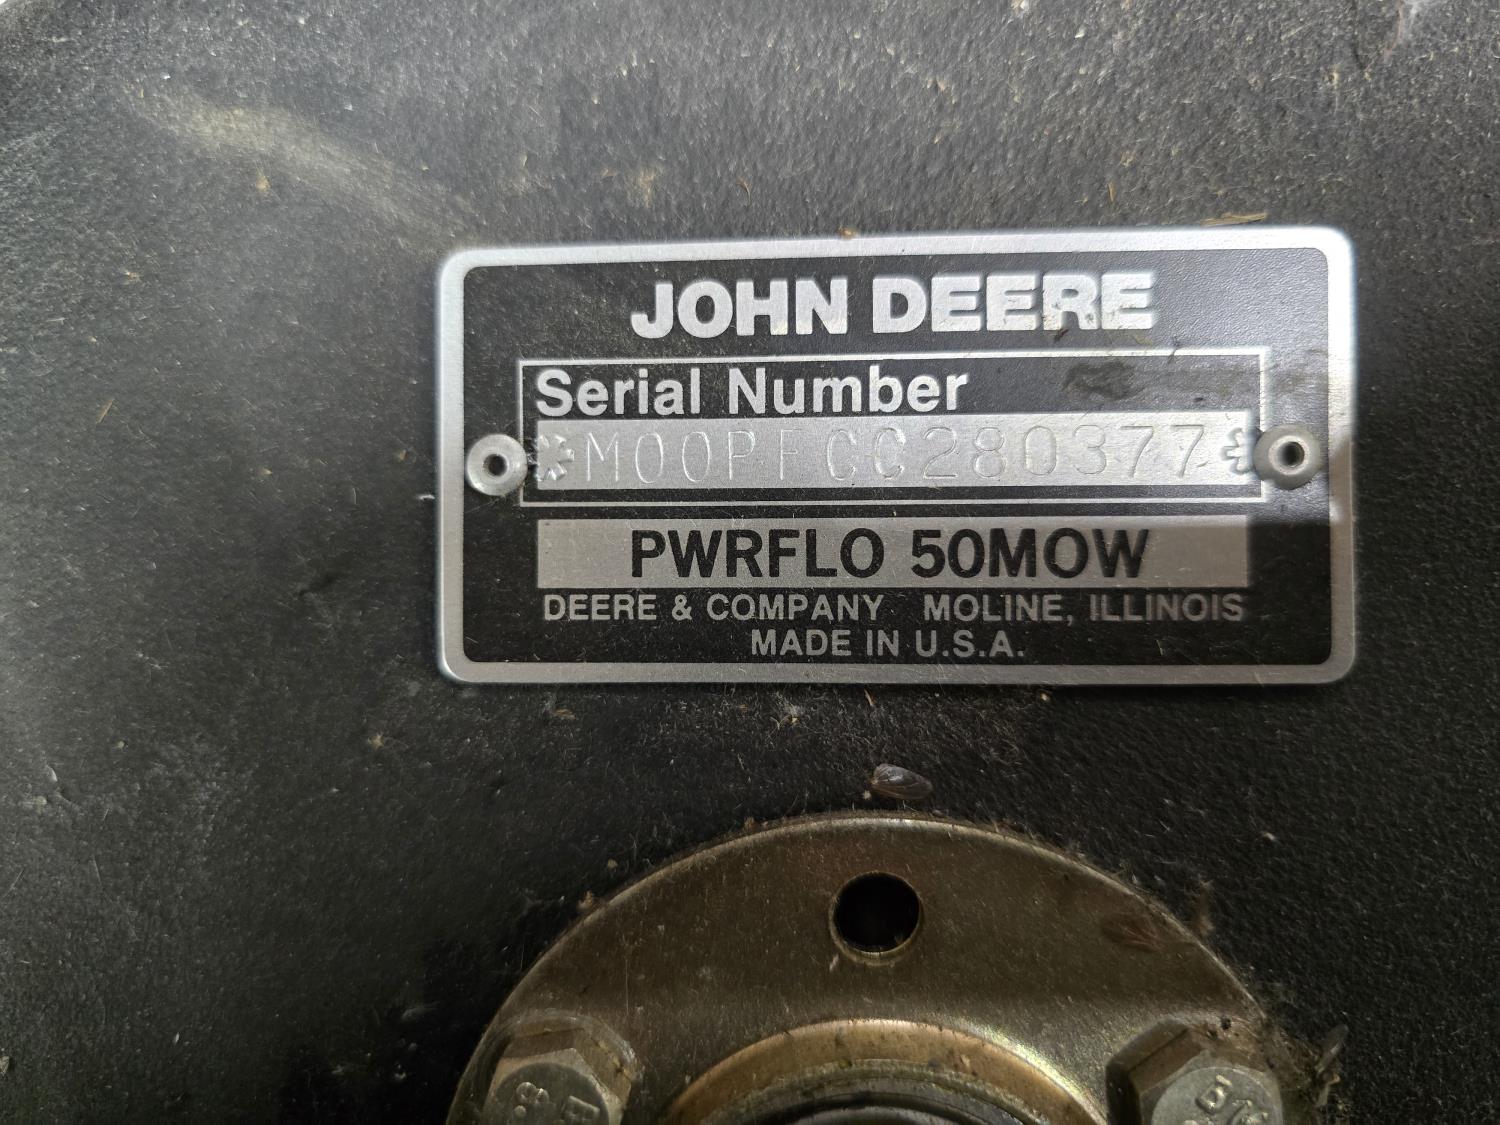 JOHN DEERE
Serial Number
*M00PFCC280377*
PWRFLO 50MOW
DEERE & COMPANY MOLINE, ILLINOIS
MADE IN U.S.A.